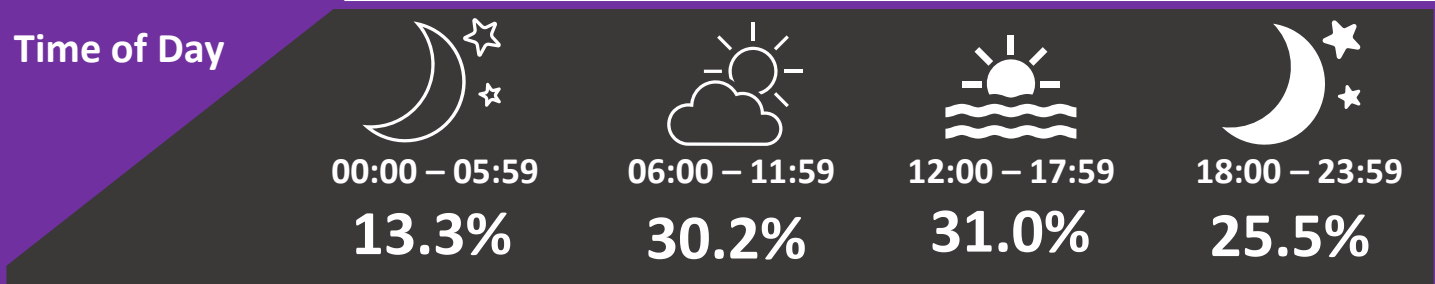 Time of Day
00:00 – 05:59 06:00 – 11:59 12:00 – 17:59 18:00 – 23:59
13.3% 30.2% 31.0% 25.5%